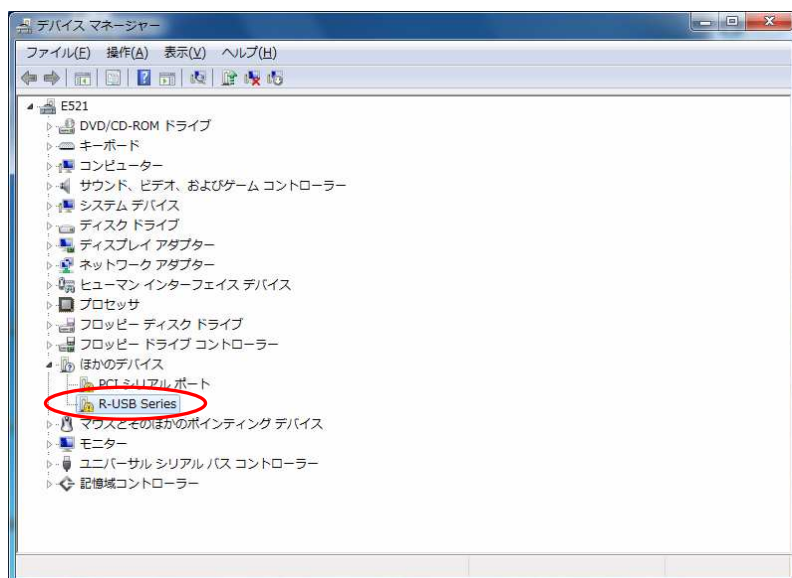 デバイス マネージャー
ファイル(F) 操作(A) 表示(V) ヘルプ(H)
E521
DVD/CD-ROM ドライブ
キーボード
コンピューター
サウンド、ビデオ、およびゲーム コントローラー
システム デバイス
ディスク ドライブ
ディスプレイ アダプター
ネットワーク アダプター
ヒューマン インターフェイス デバイス
プロセッサ
フロッピー ディスク ドライブ
フロッピー ドライブ コントローラー
ほかのデバイス
PCI シリアル ポート
R-USB Series
マウスとそのほかのポインティング デバイス
モニター
ユニバーサル シリアル バス コントローラー
記憶域コントローラー